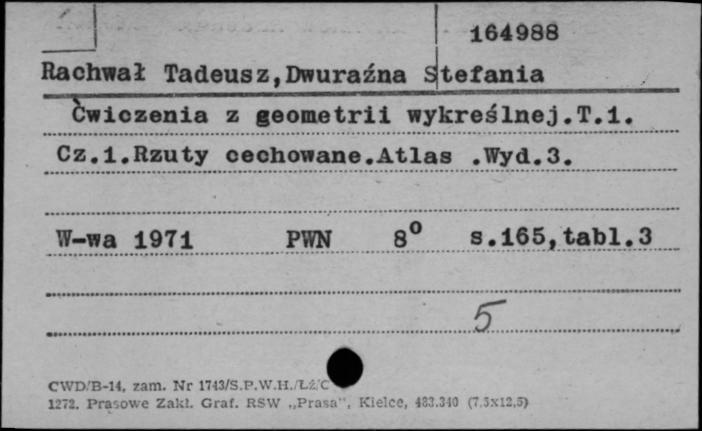 164988
Rachwał Tadeusz,Dwuraźna Stefania
Ćwiczenia z geometrii wykreślnej.T.1.
Cz.1.Rzuty cechowane.Atlas .Wyd.3.
W-wa 1971 PWN 8° s.165,tabl.3
5
CWD/B-14, zam. Nr 1743/S.P.W.H./Łź/C
1272. Prasowe Zakł. Graf. RSW „Prasa", Kielce, 483.340 (7,5x12,5)